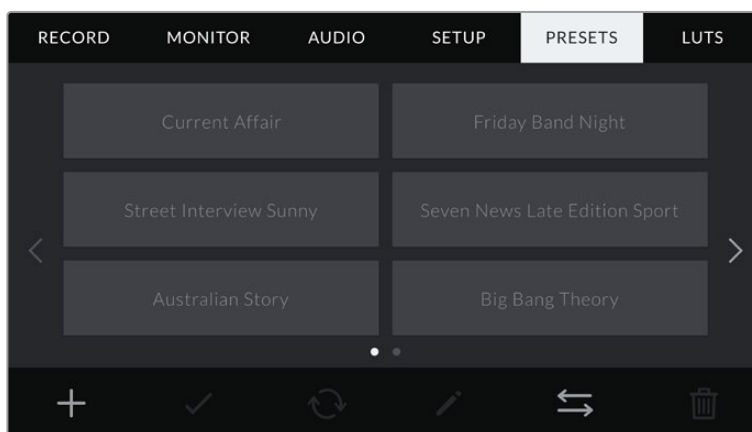 RECORD MONITOR AUDIO SETUP PRESETS LUTS
Current Affair Friday Band Night
Street Interview Sunny Seven News Late Edition Sport
Australian Story Big Bang Theory